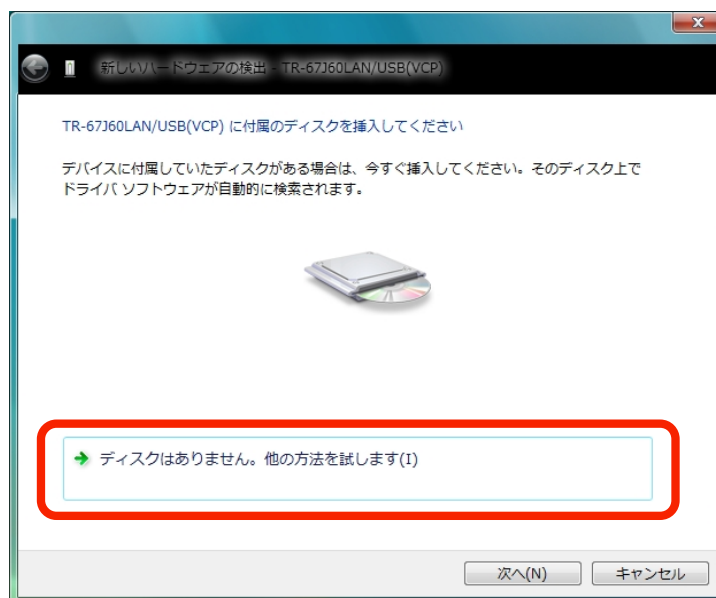 新しいハードウェアの検出 - TR-67J60LAN/USB(VCP)
TR-67J60LAN/USB(VCP) に付属のディスクを挿入してください
デバイスに付属していたディスクがある場合は、今すぐ挿入してください。そのディスク上で
ドライバ ソフトウェアが自動的に検索されます。
ディスクはありません。他の方法を試します(I)
次へ(N)
キャンセル